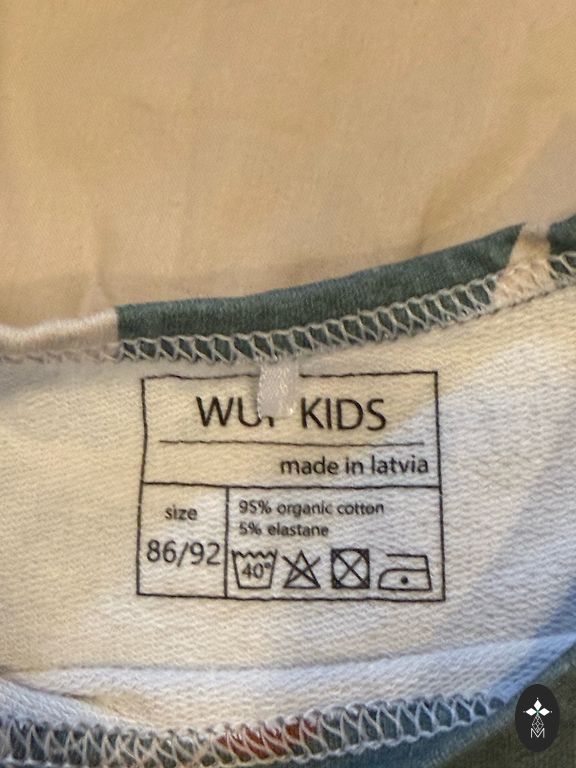 KIDS
made in latvia
size
86/92
95% organic cotton
5% elastane
40°